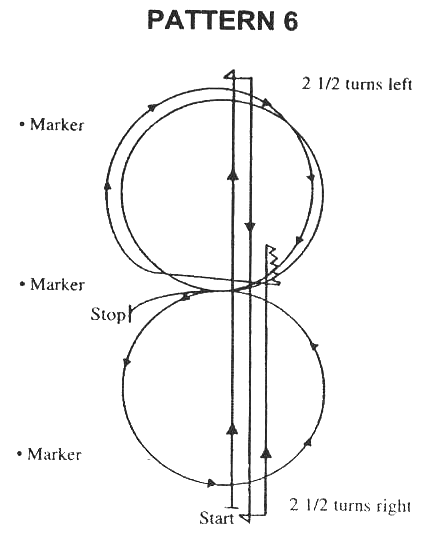 PATTERN 6
2 1/2 turns left
• Marker
• Marker
Stop
• Marker
2 1/2 turns right
Start